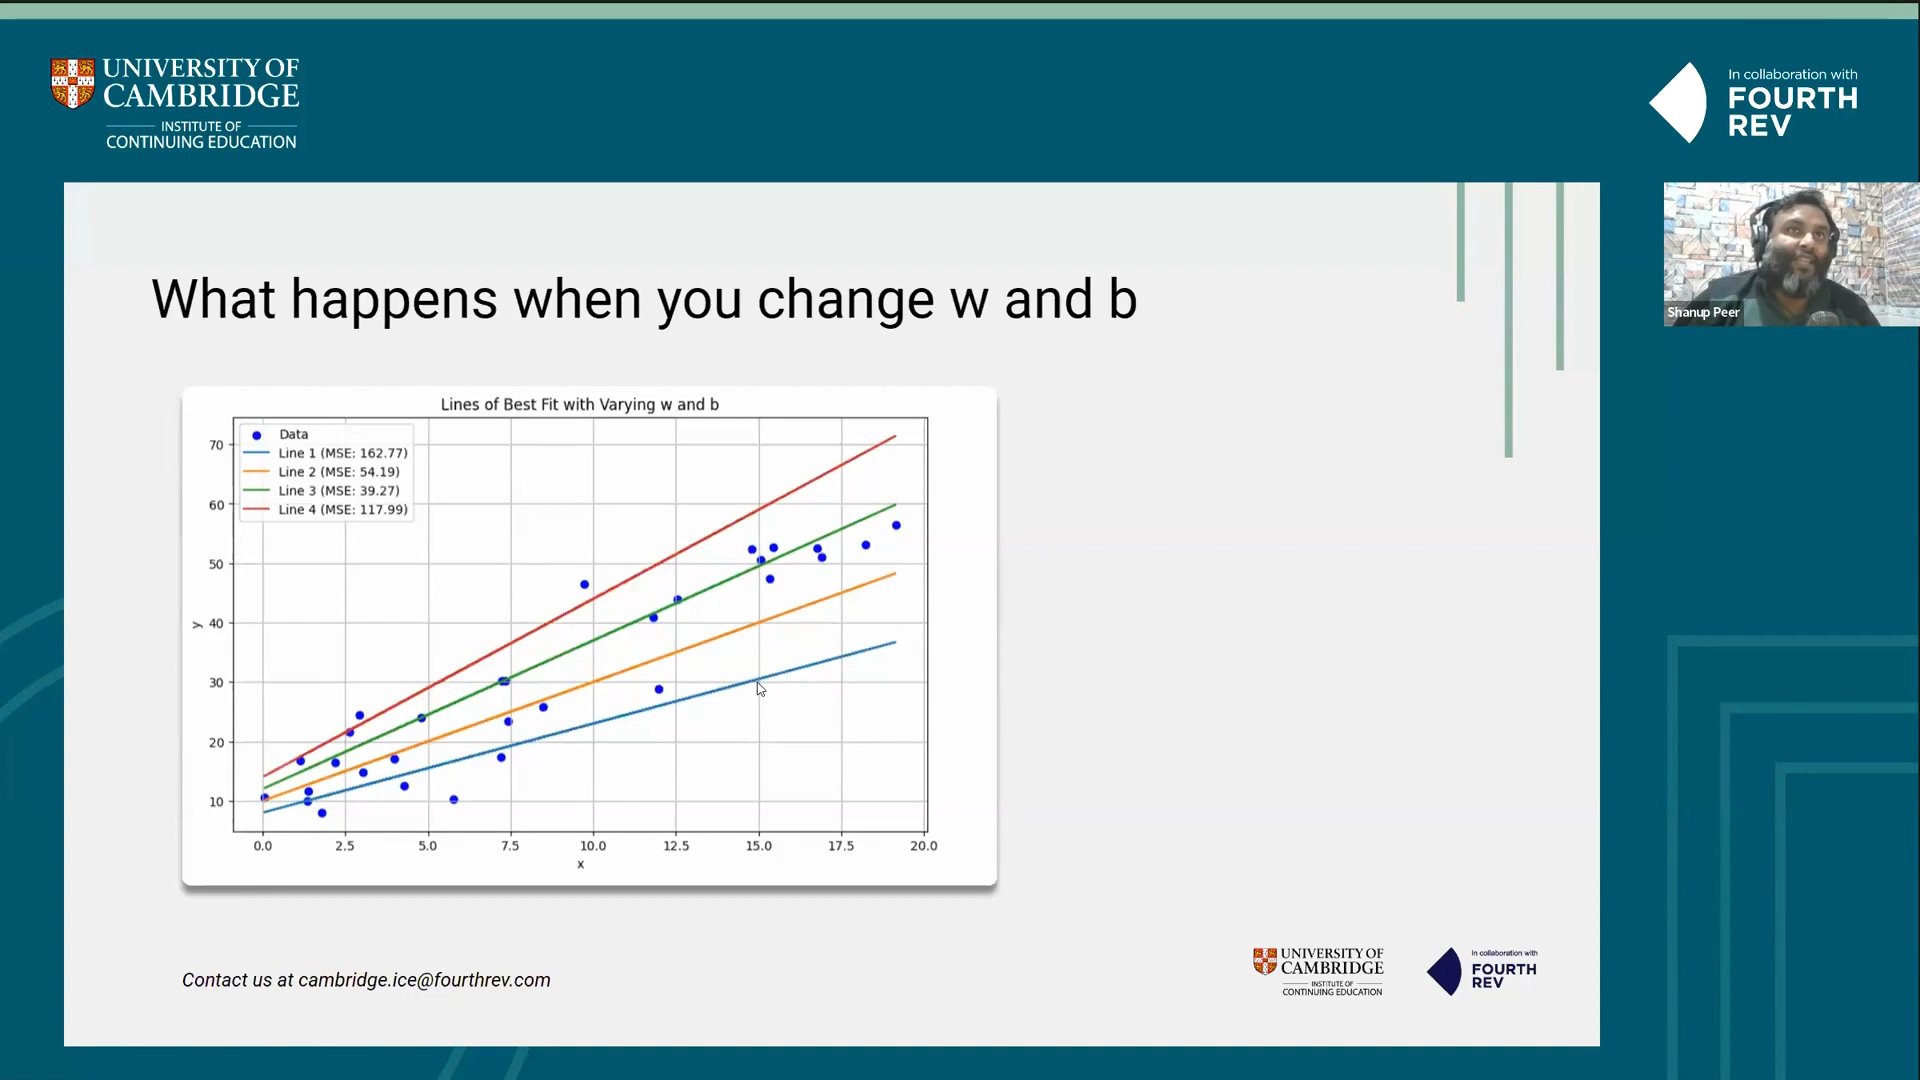 UNIVERSITY OF
CAMBRIDGE
INSTITUTE OF
CONTINUING EDUCATION
In collaboration with
FOURTH
REV
Shanup Peer
What happens when you change w and b
Lines of Best Fit with Varying w and b
Data
Line 1 (MSE: 162.77)
Line 2 (MSE: 54.19)
Line 3 (MSE: 39.27)
Line 4 (MSE: 117.99)
70
60
50
40
30
20
10
y
0.0 2.5 5.0 7.5 10.0 12.5 15.0 17.5 20.0
x
Contact us at cambridge.ice@fourthrev.com
UNIVERSITY OF
CAMBRIDGE
INSTITUTE OF
CONTINUING EDUCATION
In collaboration with
FOURTH
REV